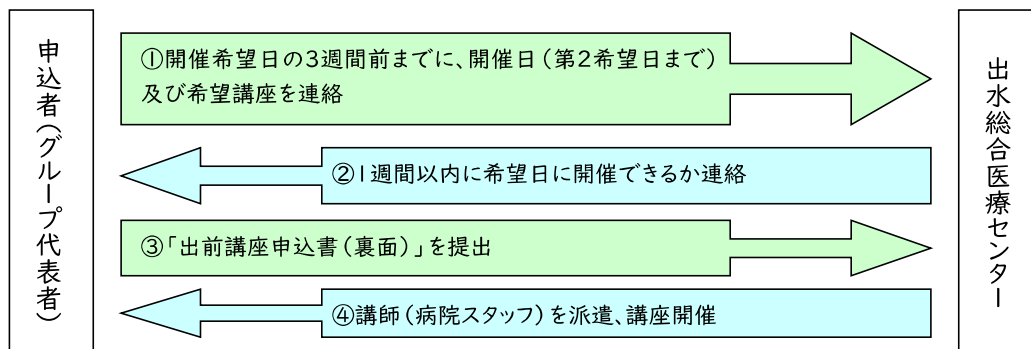 申込者(グループ代表者)
①開催希望日の3週間前までに、開催日(第2希望日まで)
及び希望講座を連絡
②1週間以内に希望日に開催できるか連絡
③「出前講座申込書(裏面)」を提出
④講師(病院スタッフ)を派遣、講座開催
出水総合医療センター